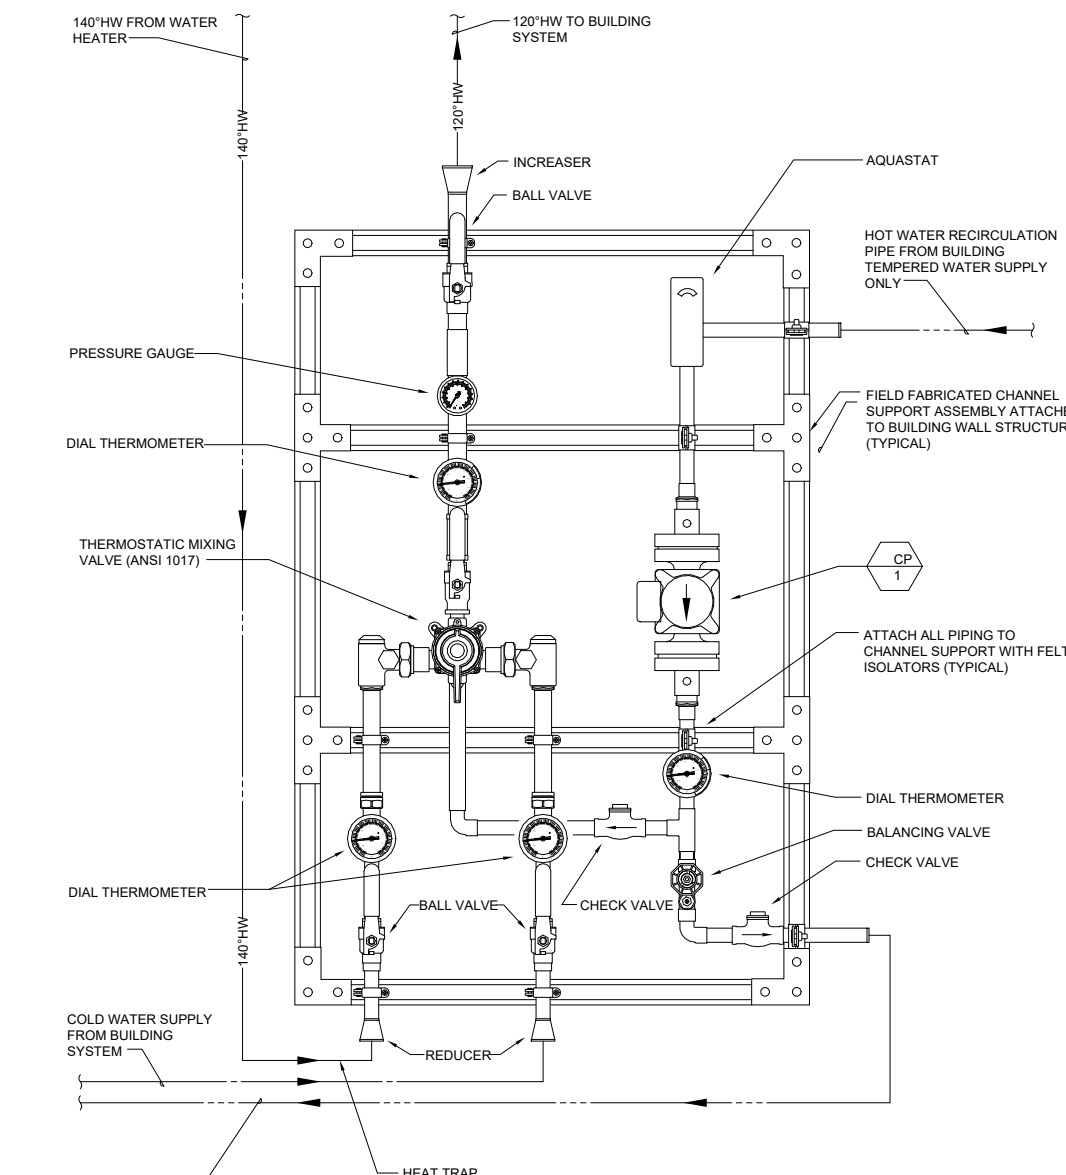 140°HW FROM WATER
HEATER
120°HW TO BUILDING
SYSTEM
140°HW
120°HW
INCREASER
BALL VALVE
AQUASTAT
HOT WATER RECIRCULATION
PIPE FROM BUILDING
TEMPERED WATER SUPPLY
ONLY
PRESSURE GAUGE
FIELD FABRICATED CHANNEL
SUPPORT ASSEMBLY ATTACHE
TO BUILDING WALL STRUCTUR
(TYPICAL)
DIAL THERMOMETER
THERMOSTATIC MIXING
VALVE (ANSI 1017)
CP
1
ATTACH ALL PIPING TO
CHANNEL SUPPORT WITH FELT
ISOLATORS (TYPICAL)
DIAL THERMOMETER
BALANCING VALVE
CHECK VALVE
DIAL THERMOMETER
BALL VALVE
CHECK VALVE
140°HW
COLD WATER SUPPLY
FROM BUILDING
SYSTEM
REDUCER
HEAT TRAP